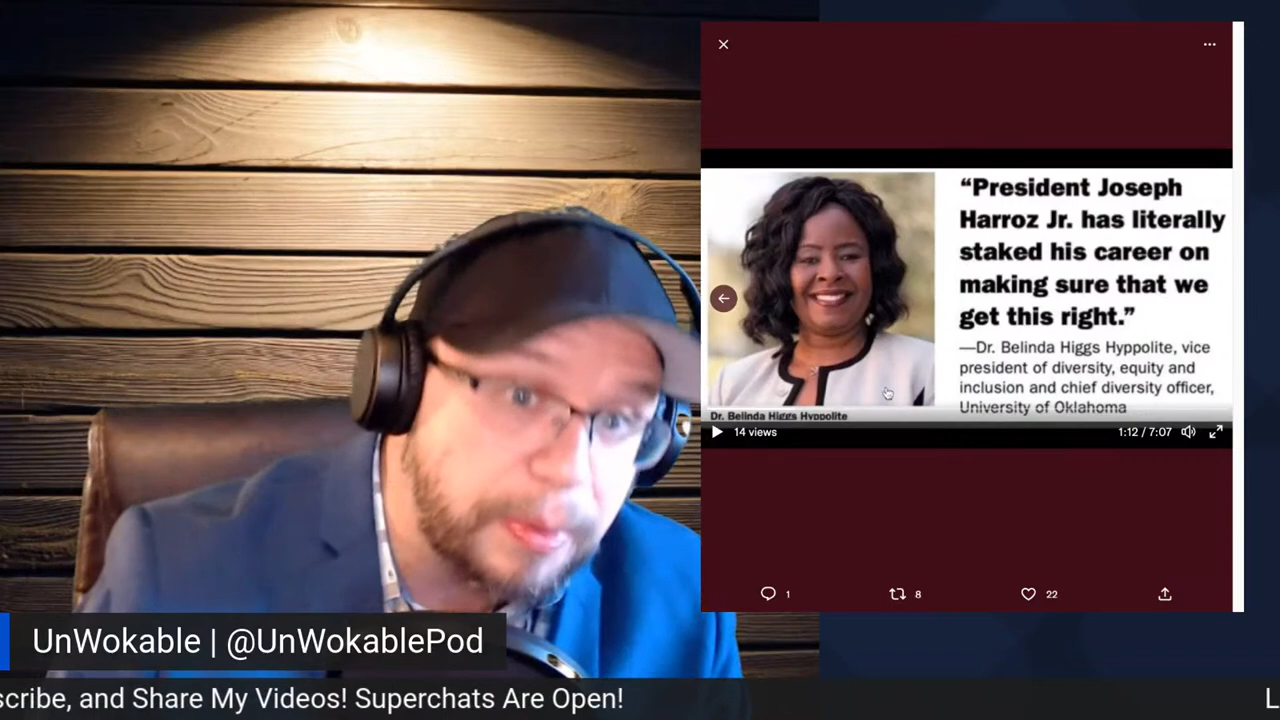 “President Joseph
Harroz Jr. has literally
staked his career on
making sure that we
get this right.”
—Dr. Belinda Higgs Hyppolite, vice
president of diversity, equity and
inclusion and chief diversity officer,
University of Oklahoma
Dr. Belinda Higgs Hyppolite
14 views
1:12 / 7:07
1
8
22
UnWokable | @UnWokablePod
scribe, and Share My Videos! Superchats Are Open!
L